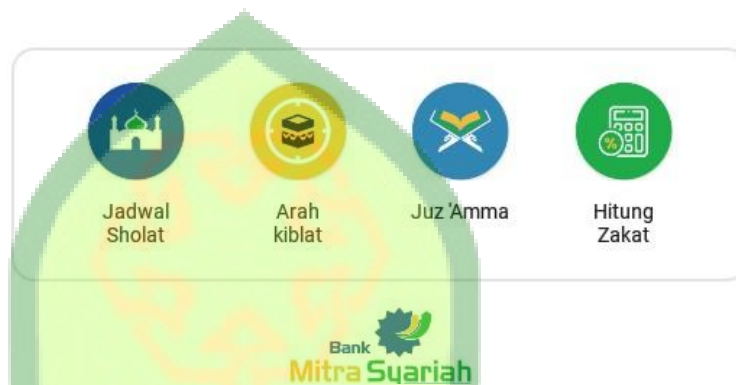 Jadwal
Sholat
Arah
kiblat
Juz 'Amma
Hitung
Zakat
%
Bank
Mitra Syariah